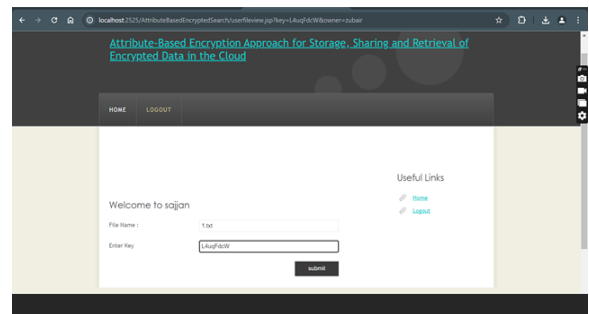 localhost:2525/AttributeBasedEncryptedSearch/userfileview.jsp?key=L4uqFdcW&owner=zubair
Attribute-Based Encryption Approach for Storage, Sharing and Retrieval of
Encrypted Data in the Cloud
HOME LOGOUT
Useful Links
Home
Logout
Welcome to sajjan
File Name : 1.txt
Enter Key L4uqFdcW
submit